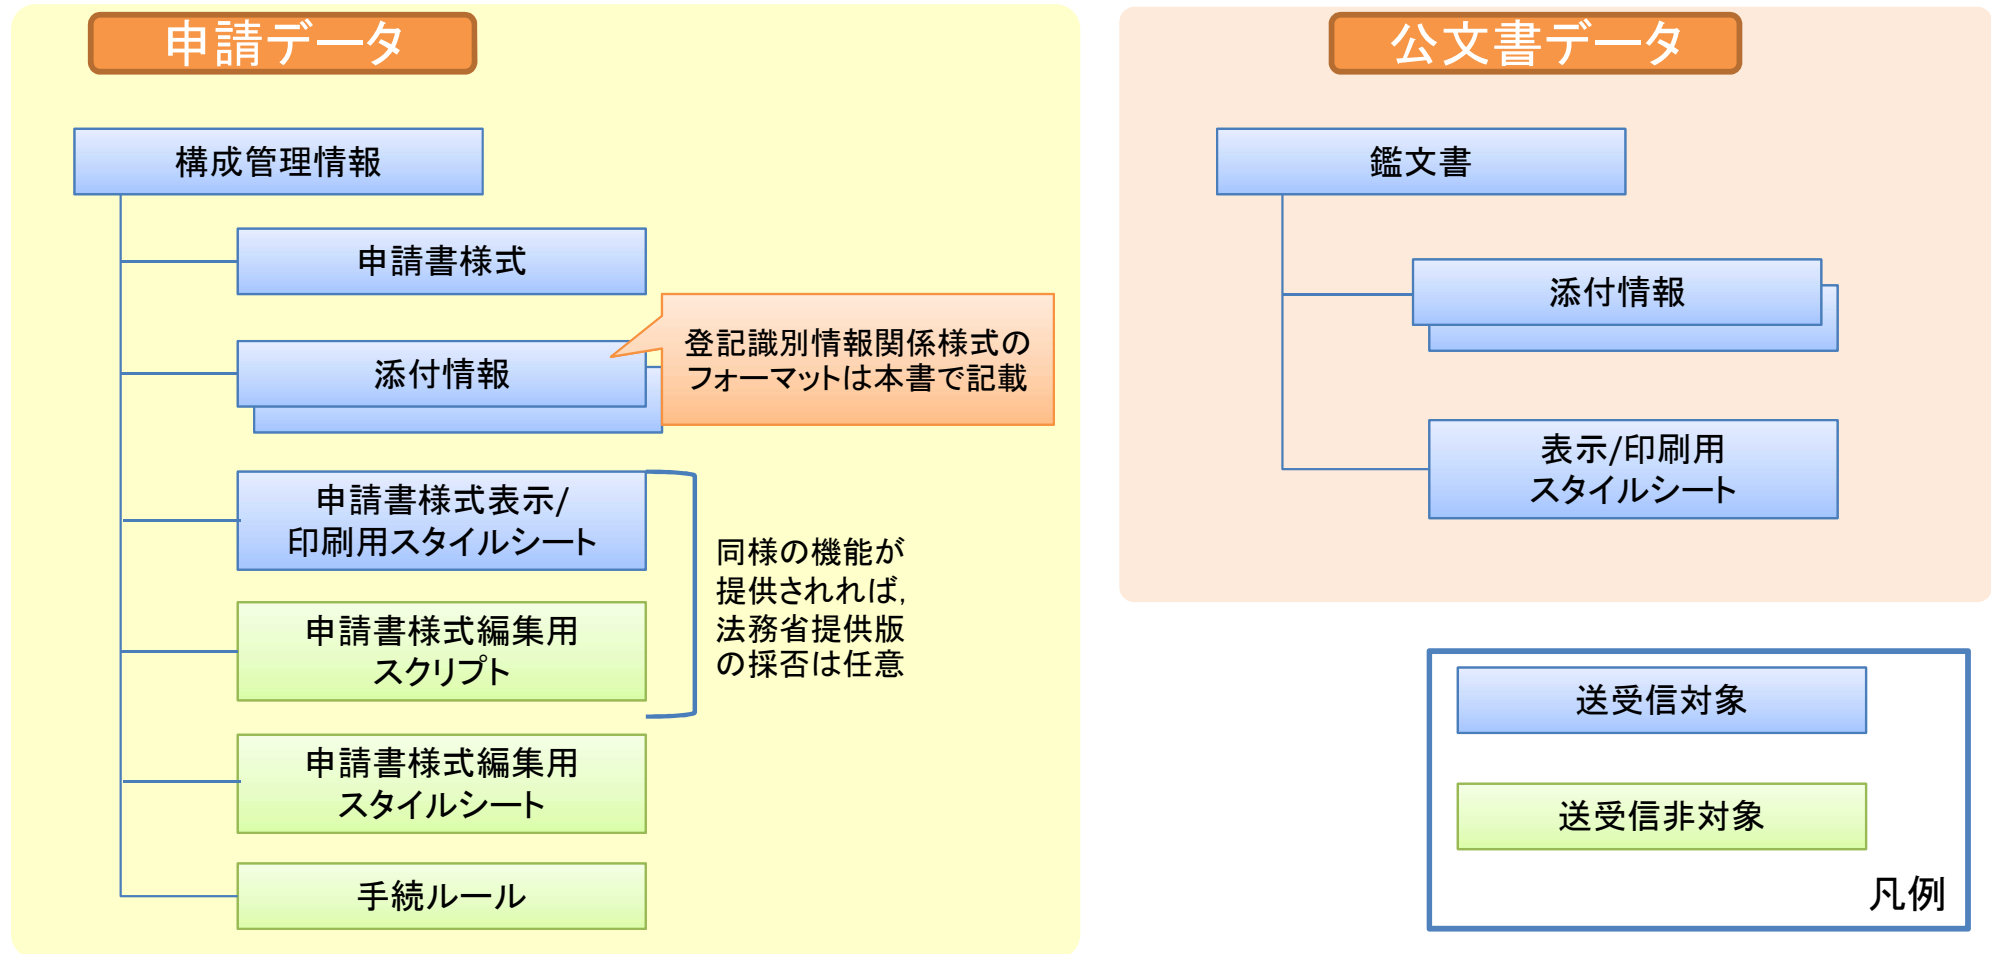 申請データ
構成管理情報
申請書様式
添付情報
登記識別情報関係様式の
フォーマットは本書で記載
申請書様式表示/
印刷用スタイルシート
申請書様式編集用
スクリプト
同様の機能が
提供されれば,
法務省提供版
の採否は任意
申請書様式編集用
スタイルシート
手続ルール
公文書データ
鑑文書
添付情報
表示/印刷用
スタイルシート
送受信対象
送受信非対象
凡例